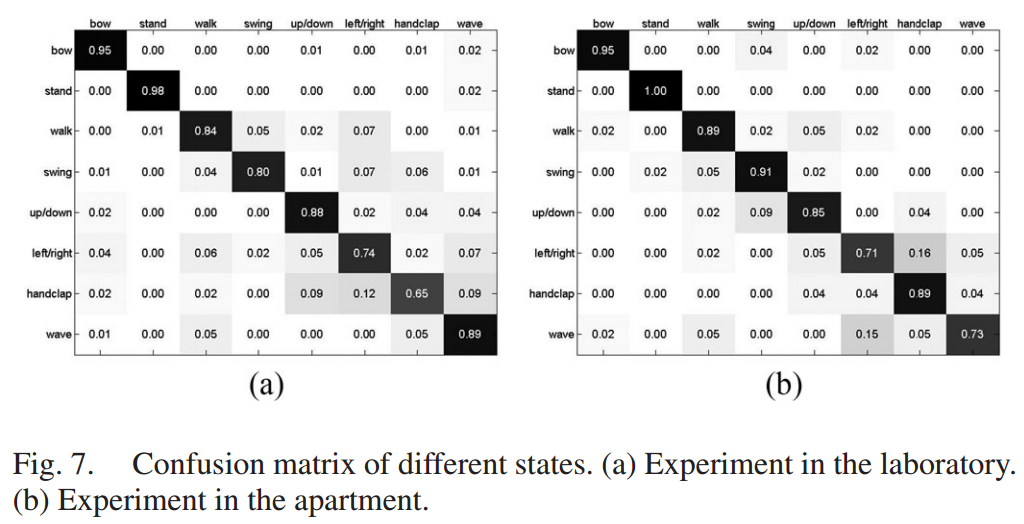 bow stand walk swing up/down left/right handclap wave
bow 0.95 0.00 0.00 0.00 0.01 0.00 0.01 0.02
stand 0.00 0.98 0.00 0.00 0.00 0.00 0.00 0.02
walk 0.00 0.01 0.84 0.05 0.02 0.07 0.00 0.01
swing 0.01 0.00 0.04 0.80 0.01 0.07 0.06 0.01
up/down 0.02 0.00 0.00 0.00 0.88 0.02 0.04 0.04
left/right 0.04 0.00 0.06 0.02 0.05 0.74 0.02 0.07
handclap 0.02 0.00 0.02 0.00 0.09 0.12 0.65 0.09
wave 0.01 0.00 0.05 0.00 0.00 0.00 0.05 0.89
(a)
bow stand walk swing up/down left/right handclap wave
bow 0.95 0.00 0.00 0.04 0.00 0.02 0.00 0.00
stand 0.00 1.00 0.00 0.00 0.00 0.00 0.00 0.00
walk 0.02 0.00 0.89 0.02 0.05 0.02 0.00 0.00
swing 0.00 0.02 0.05 0.91 0.02 0.00 0.00 0.00
up/down 0.00 0.00 0.02 0.09 0.85 0.00 0.04 0.00
left/right 0.00 0.00 0.02 0.00 0.05 0.71 0.16 0.05
handclap 0.00 0.00 0.00 0.00 0.04 0.04 0.89 0.04
wave 0.02 0.00 0.05 0.00 0.00 0.15 0.05 0.73
(b)
Fig. 7. Confusion matrix of different states. (a) Experiment in the laboratory.
(b) Experiment in the apartment.